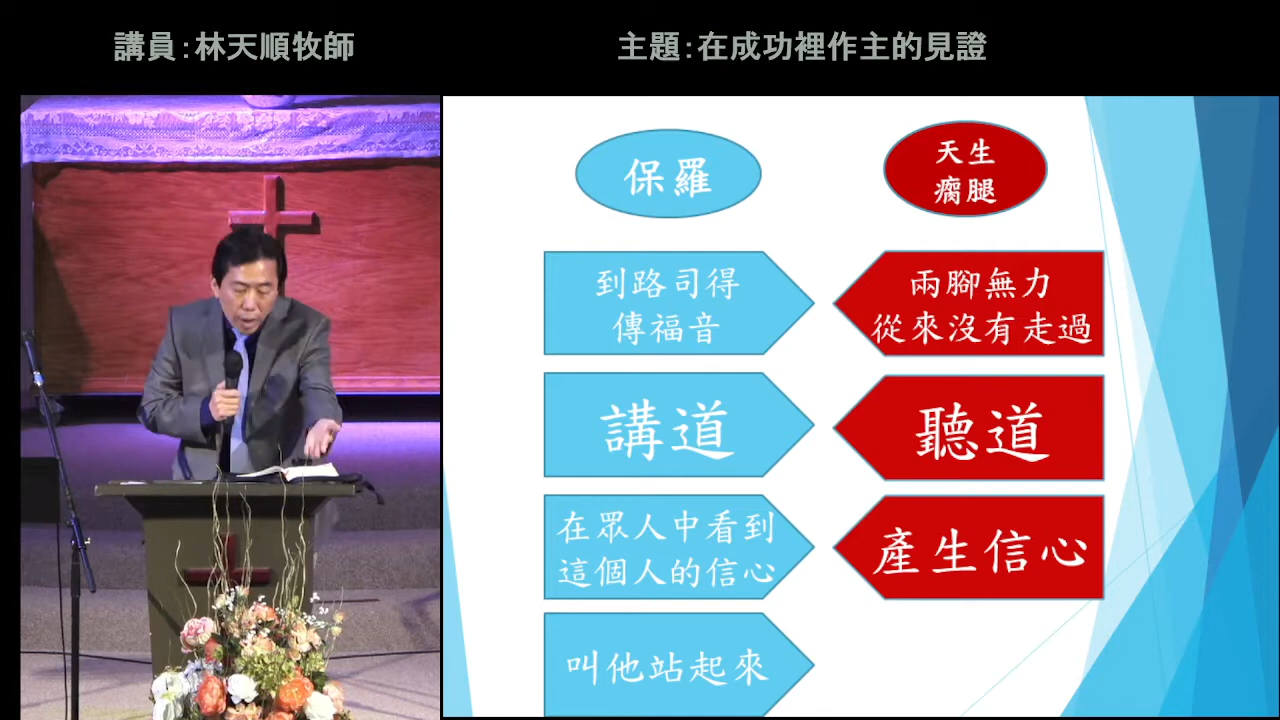 講員:林天順牧師
主題:在成功裡作主的見證
保羅
天生
瘸腿
到路司得
傳福音
兩腳無力
從來沒有走過
講道
聽道
在眾人中看到
這個人的信心
產生信心
叫他站起來